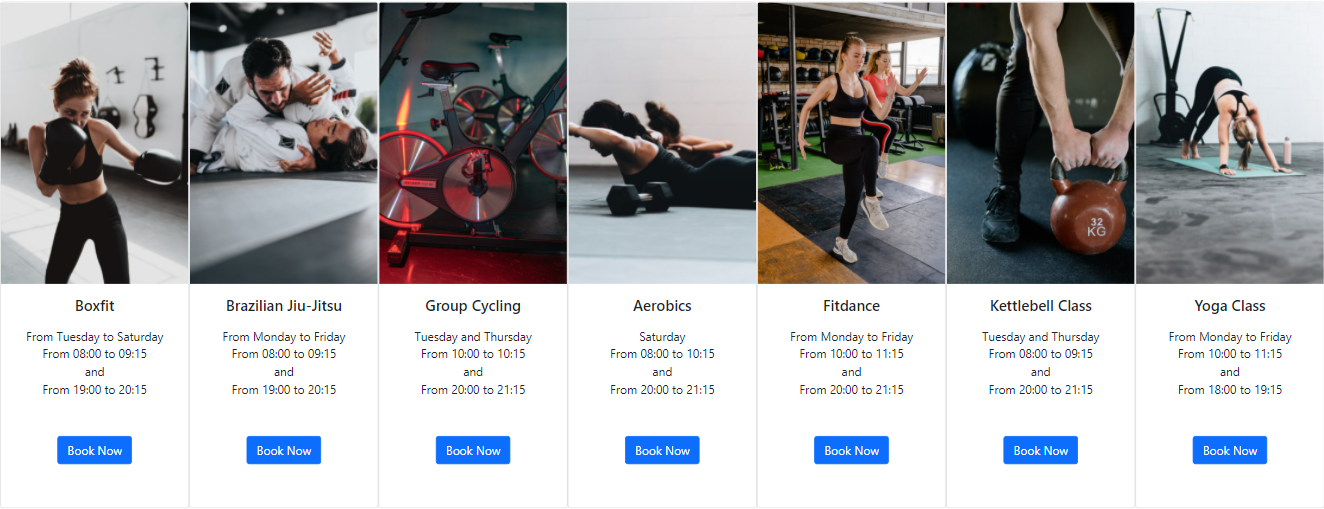 32
KG
Boxfit
From Tuesday to Saturday
From 08:00 to 09:15
and
From 19:00 to 20:15
Book Now
Brazilian Jiu-Jitsu
From Monday to Friday
From 08:00 to 09:15
and
From 19:00 to 20:15
Book Now
Group Cycling
Tuesday and Thursday
From 10:00 to 10:15
and
From 20:00 to 21:15
Book Now
Aerobics
Saturday
From 08:00 to 10:15
and
From 20:00 to 21:15
Book Now
Fitdance
From Monday to Friday
From 10:00 to 11:15
and
From 20:00 to 21:15
Book Now
Kettlebell Class
Tuesday and Thursday
From 08:00 to 09:15
and
From 20:00 to 21:15
Book Now
Yoga Class
From Monday to Friday
From 10:00 to 11:15
and
From 18:00 to 19:15
Book Now